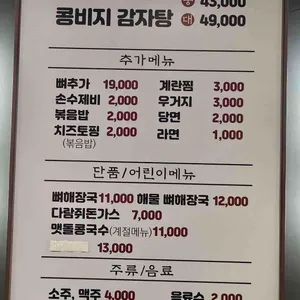 중 43,000
콩비지 감자탕 대 49,000
추가메뉴
뼈추가 19,000 계란찜 3,000
손수제비 2,000 우거지 3,000
볶음밥 2,000 당면 2,000
치즈토핑 2,000 라면 1,000
(볶음밥)
단품/어린이메뉴
뼈해장국 11,000 해물 뼈해장국 12,000
다람쥐돈가스 7,000
맷돌콩국수(계절메뉴) 11,000
13,000
주류/음료
소주, 맥주 4,000 음료수 2,000